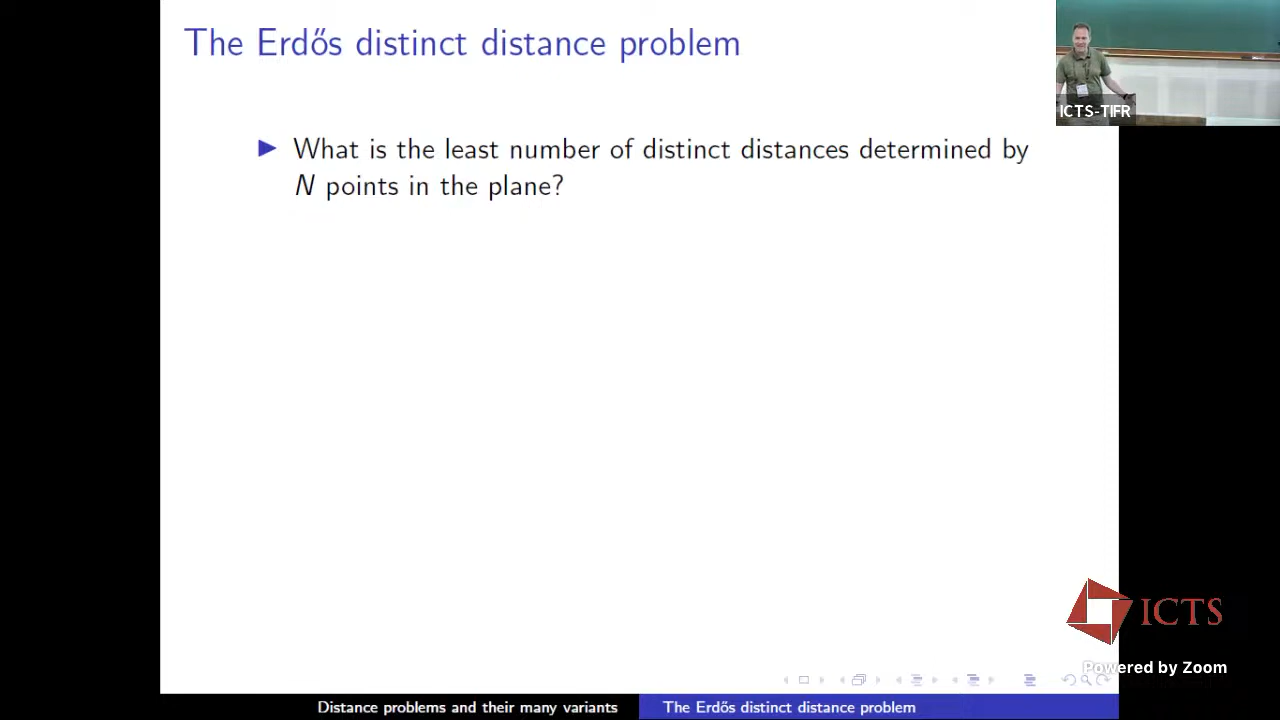 The Erdős distinct distance problem
ICTS-TIFR
What is the least number of distinct distances determined by
N points in the plane?
ICTS
Powered by Zoom
Distance problems and their many variants
The Erdős distinct distance problem